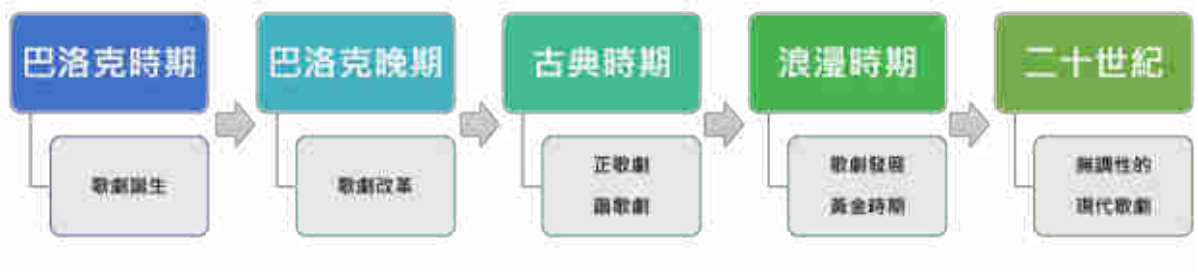 巴洛克時期
歌劇誕生
巴洛克晚期
歌劇改革
古典時期
正歌劇
諧歌劇
浪漫時期
歌劇發展
黃金時期
二十世紀
無調性的
現代歌劇